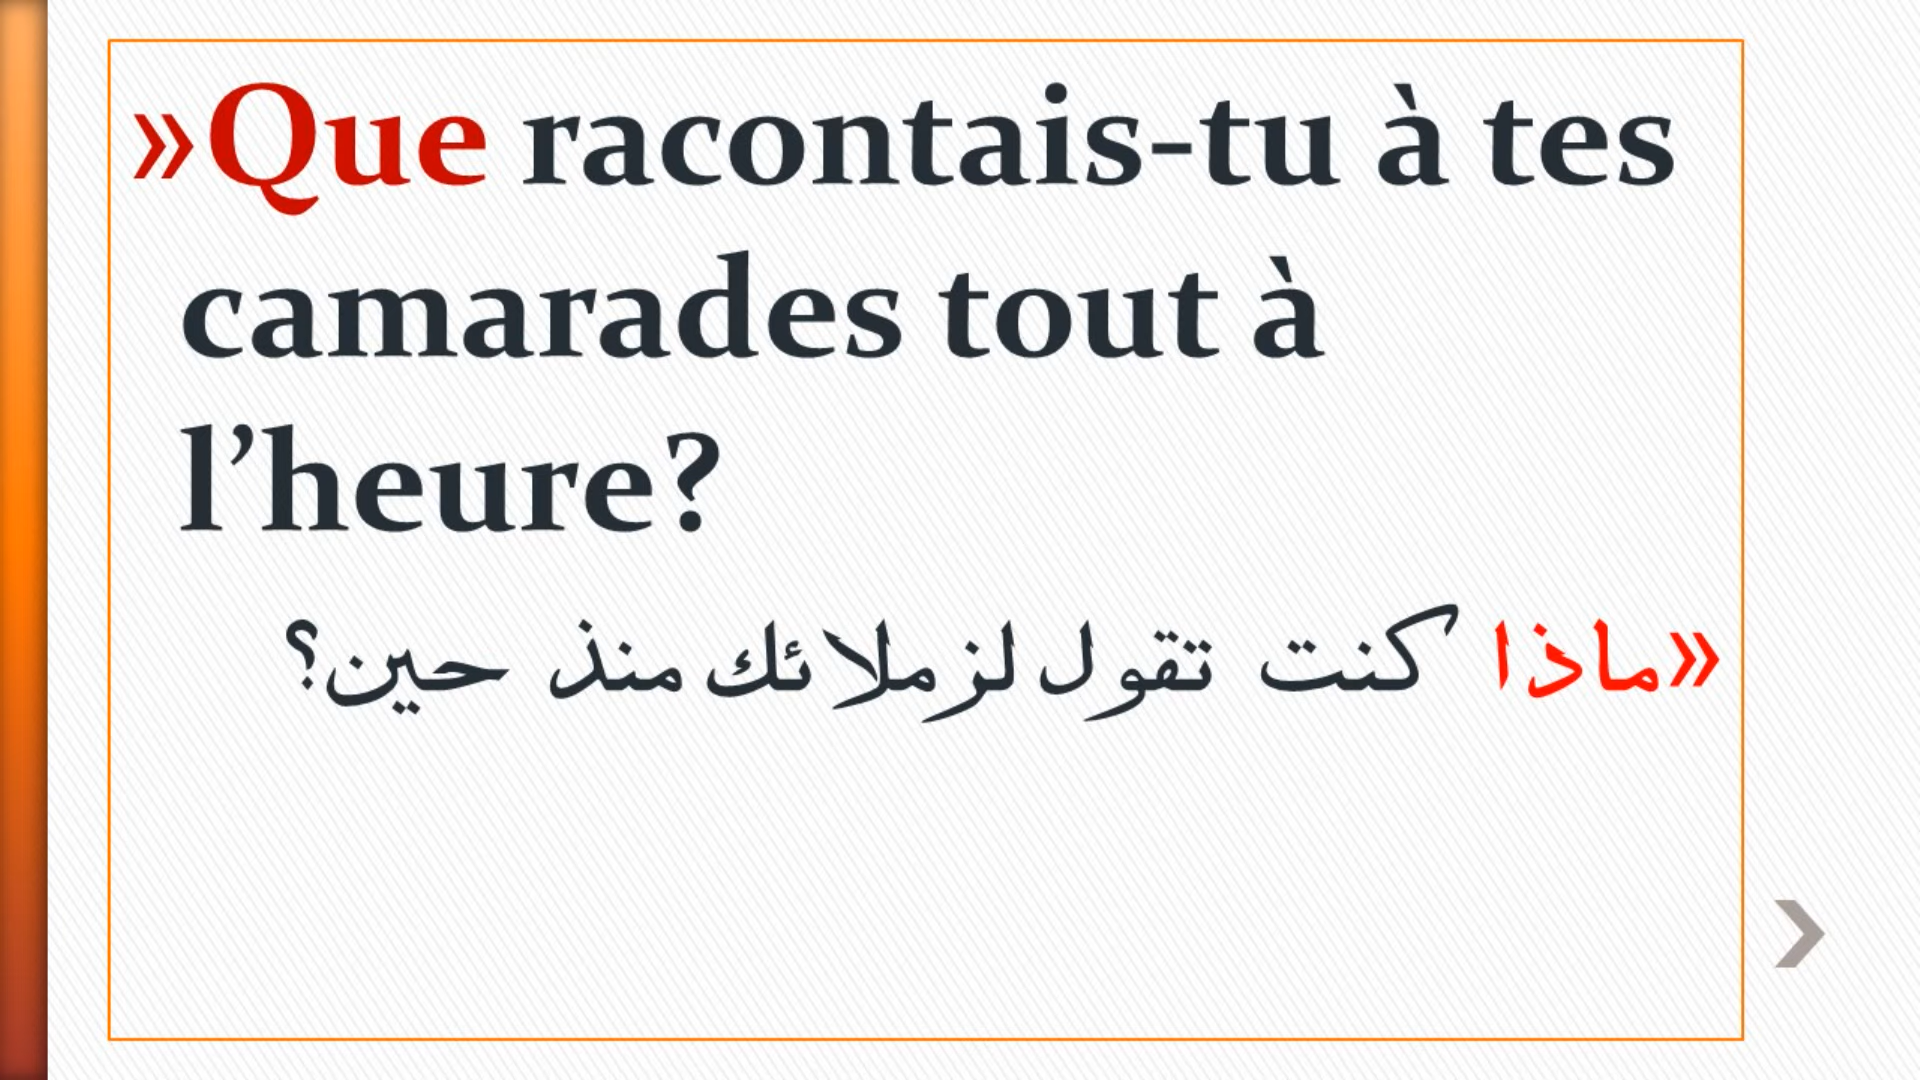 »Que racontais-tu à tes
camarades tout à
l’heure?
«ماذا كنت تقول لزملائك منذ حين؟